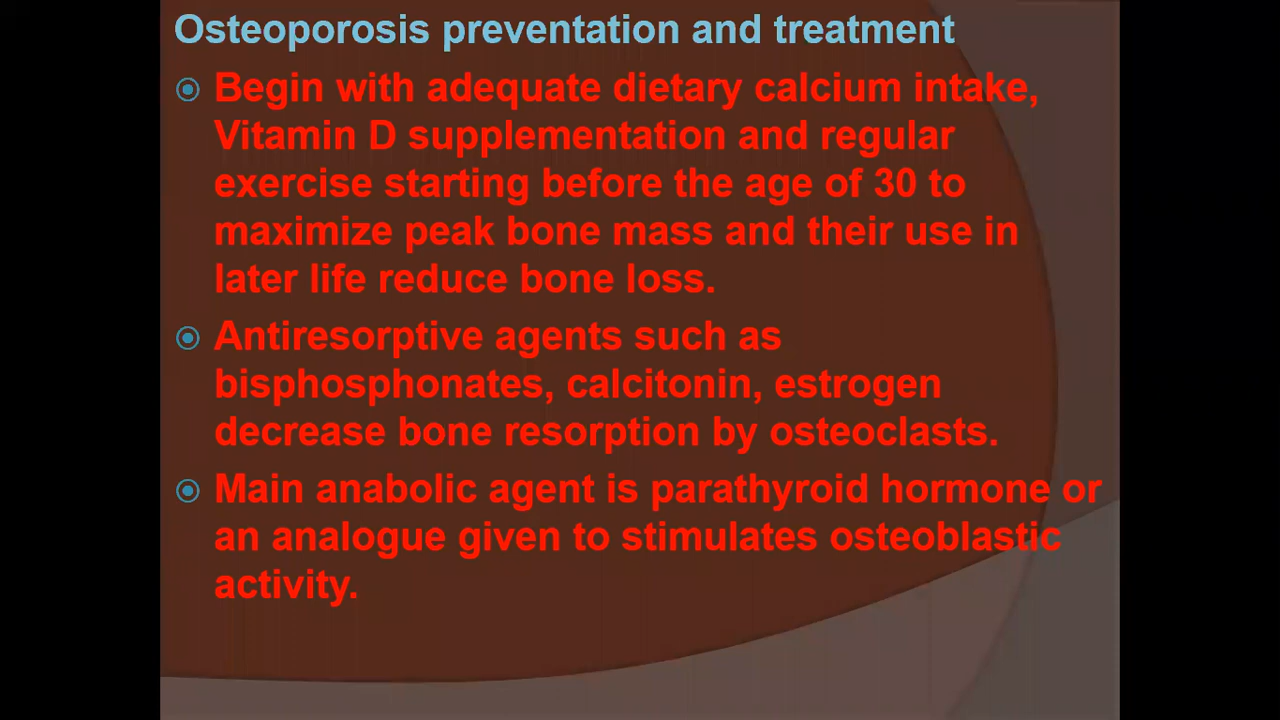 Osteoporosis preventation and treatment
Begin with adequate dietary calcium intake,
Vitamin D supplementation and regular
exercise starting before the age of 30 to
maximize peak bone mass and their use in
later life reduce bone loss.
Antiresorptive agents such as
bisphosphonates, calcitonin, estrogen
decrease bone resorption by osteoclasts.
Main anabolic agent is parathyroid hormone or
an analogue given to stimulates osteoblastic
activity.